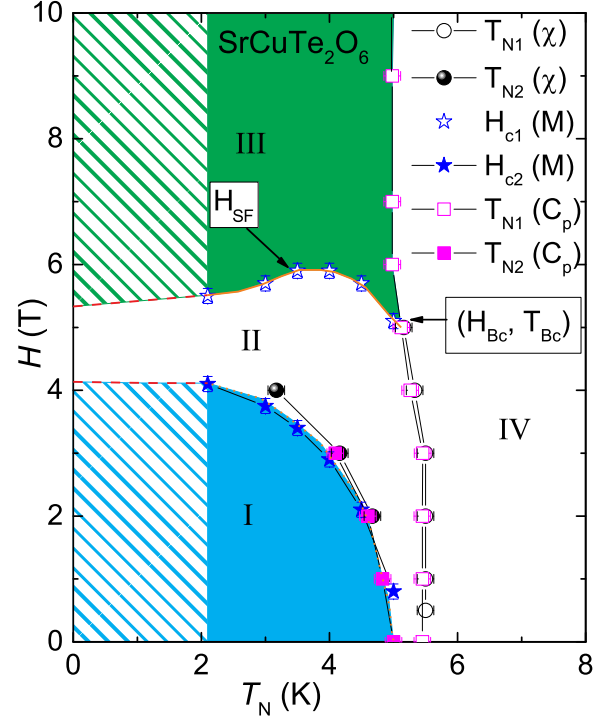 10
8
6
4
2
0
H (T)
0
2
4
6
8
T_N (K)
SrCuTe₂O₆
III
H_SF
II
I
IV
(H_Bc, T_Bc)
T_N1 (χ)
T_N2 (χ)
H_c1 (M)
H_c2 (M)
T_N1 (C_p)
T_N2 (C_p)